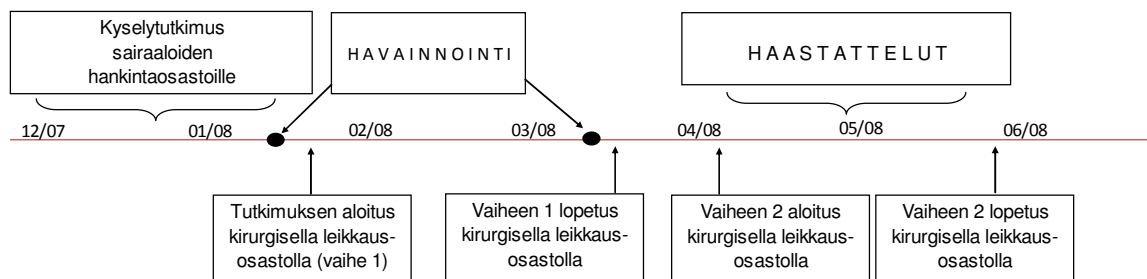 Kyselytutkimus
sairaaloiden
hankintaosastoille
H A V A I N N O I N T I
H A A S T A T T E L U T
12/07
01/08
02/08
03/08
04/08
05/08
06/08
Tutkimuksen aloitus
kirurgisella leikkaus-
osastolla (vaihe 1)
Vaiheen 1 lopetus
kirurgisella leikkaus-
osastolla
Vaiheen 2 aloitus
kirurgisella leikkaus-
osastolla
Vaiheen 2 lopetus
kirurgisella leikkaus-
osastolla